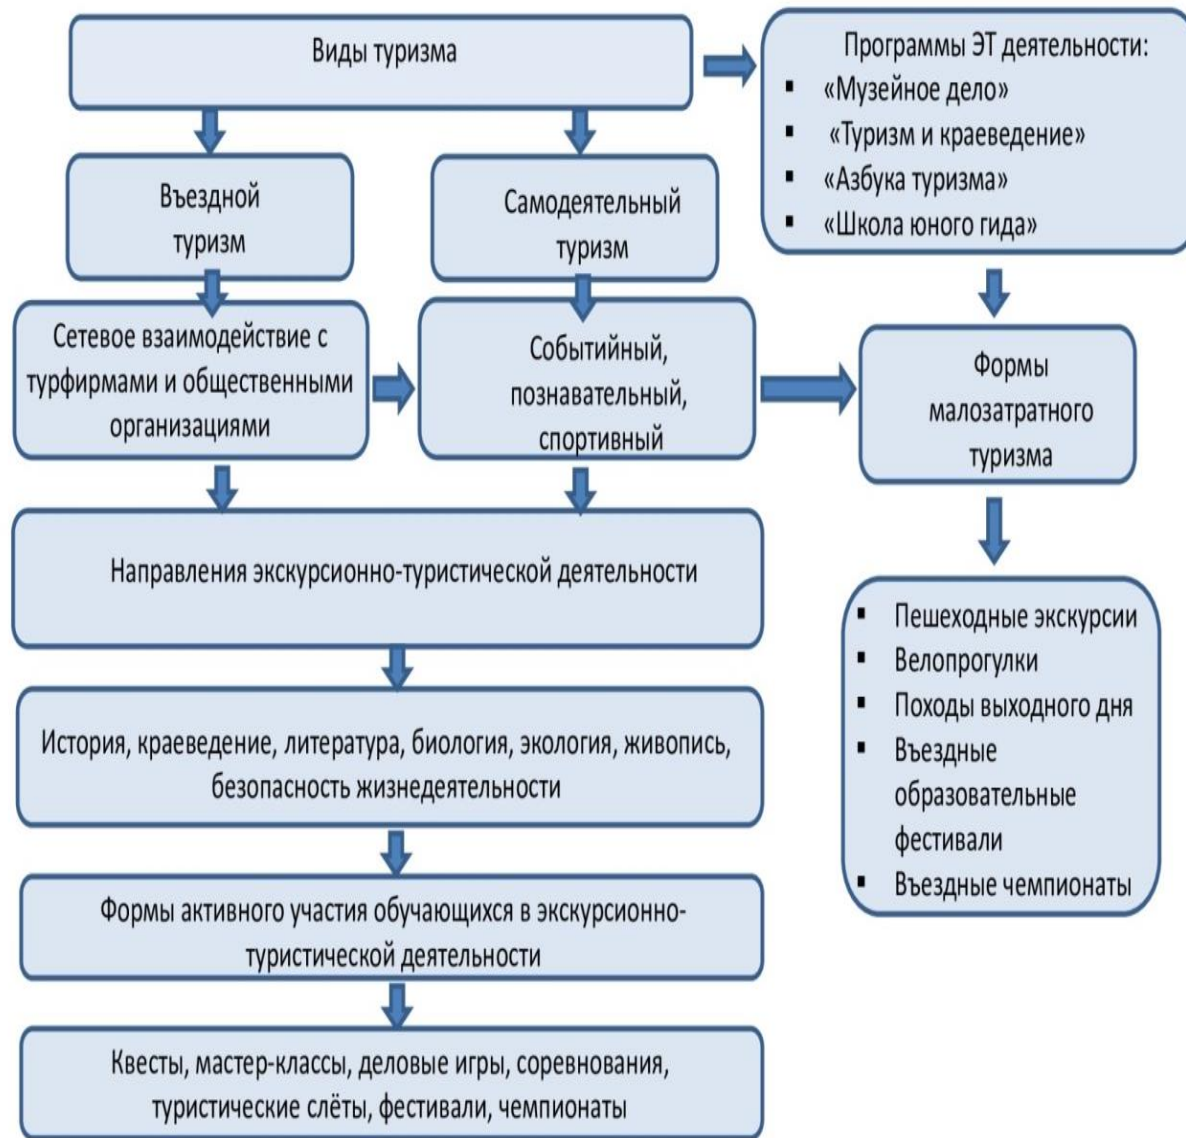 Виды туризма
Программы ЭТ деятельности:
▪ «Музейное дело»
▪ «Туризм и краеведение»
▪ «Азбука туризма»
▪ «Школа юного гида»
Въездной
туризм
Самодеятельный
туризм
Сетевое взаимодействие с
турфирмами и общественными
организациями
Событийный,
познавательный,
спортивный
Формы
малозатратного
туризма
Направления экскурсионно-туристической деятельности
▪ Пешеходные экскурсии
▪ Велопрогулки
▪ Походы выходного дня
▪ Въездные
образовательные
фестивали
▪ Въездные чемпионаты
История, краеведение, литература, биология, экология, живопись,
безопасность жизнедеятельности
Формы активного участия обучающихся в экскурсионно-
туристической деятельности
Квесты, мастер-классы, деловые игры, соревнования,
туристические слёты, фестивали, чемпионаты